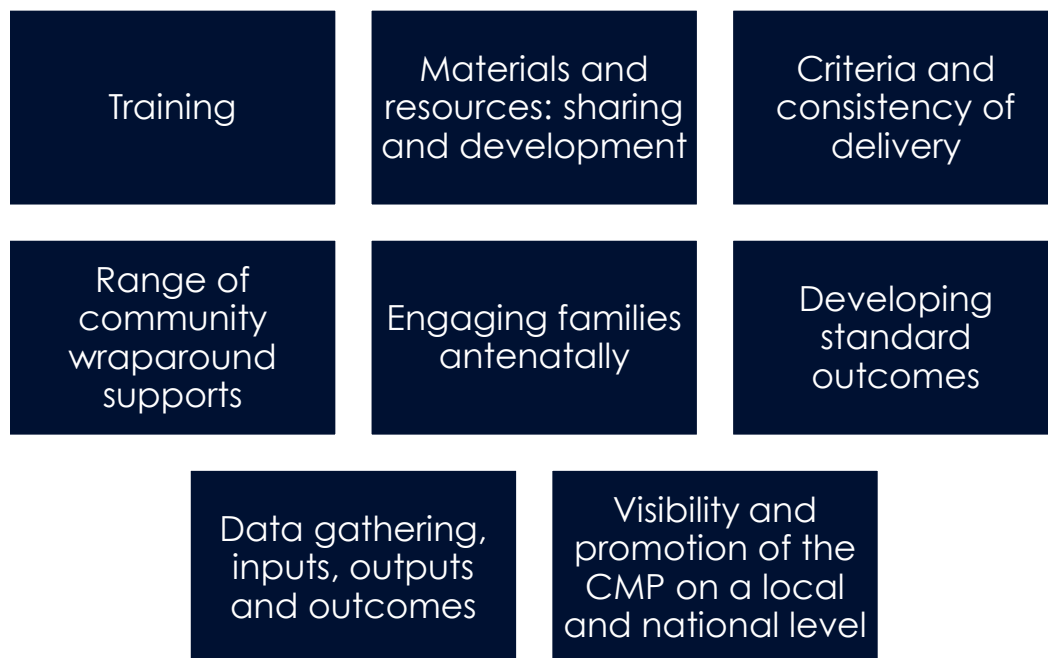 Training
Materials and
resources: sharing
and development
Criteria and
consistency of
delivery
Range of
community
wraparound
supports
Engaging families
antenatally
Developing
standard
outcomes
Data gathering,
inputs, outputs
and outcomes
Visibility and
promotion of the
CMP on a local
and national level